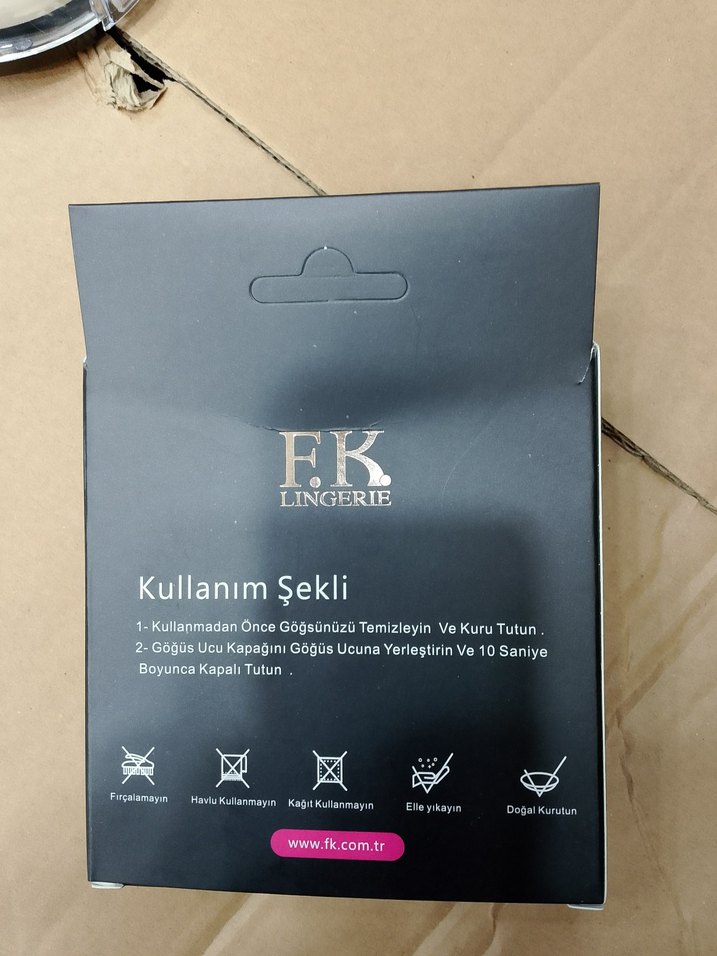 F.K.
LINGERIE
Kullanım Şekli
1- Kullanmadan Önce Göğsünüzü Temizleyin Ve Kuru Tutun .
2- Göğüs Ucu Kapağını Göğüs Ucuna Yerleştirin Ve 10 Saniye
Boyunca Kapalı Tutun .
Fırçalamayın
Havlu Kullanmayın
Kağıt Kullanmayın
Elle yıkayın
Doğal Kurutun
www.fk.com.tr